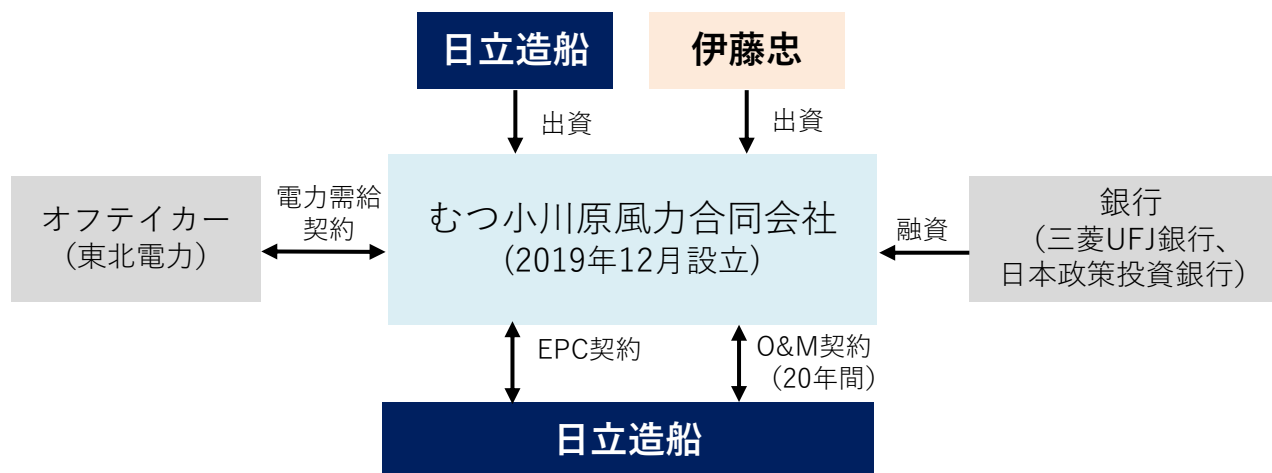 日立造船
伊藤忠
出資
出資
オフテイカー
（東北電力）
電力需給
契約
むつ小川原風力合同会社
(2019年12月設立)
融資
銀行
（三菱UFJ銀行、
日本政策投資銀行）
EPC契約
O&M契約
（20年間）
日立造船